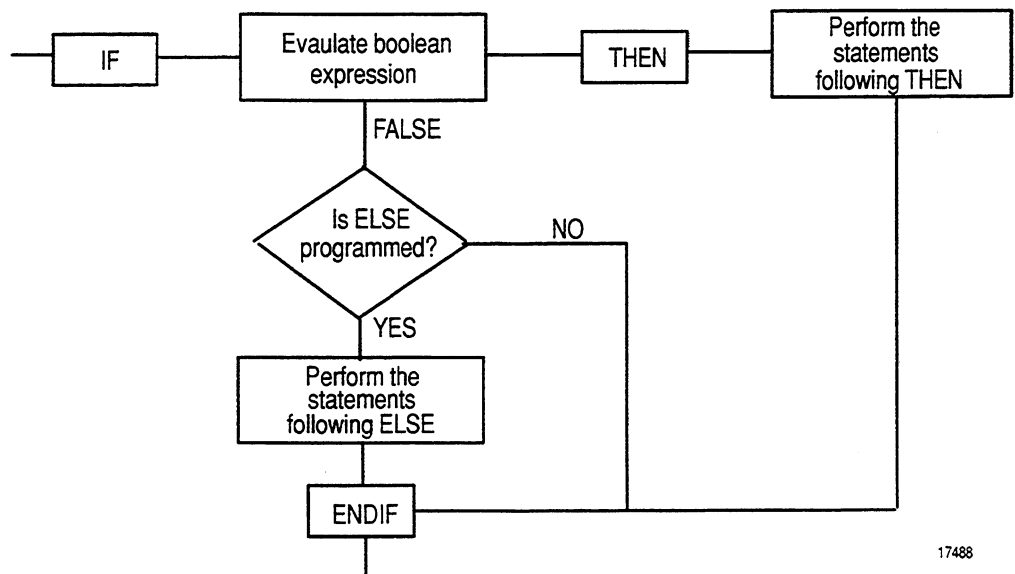 IF
Evaulate boolean
expression
THEN
Perform the
statements
following THEN
FALSE
Is ELSE
programmed?
NO
YES
Perform the
statements
following ELSE
ENDIF
17488